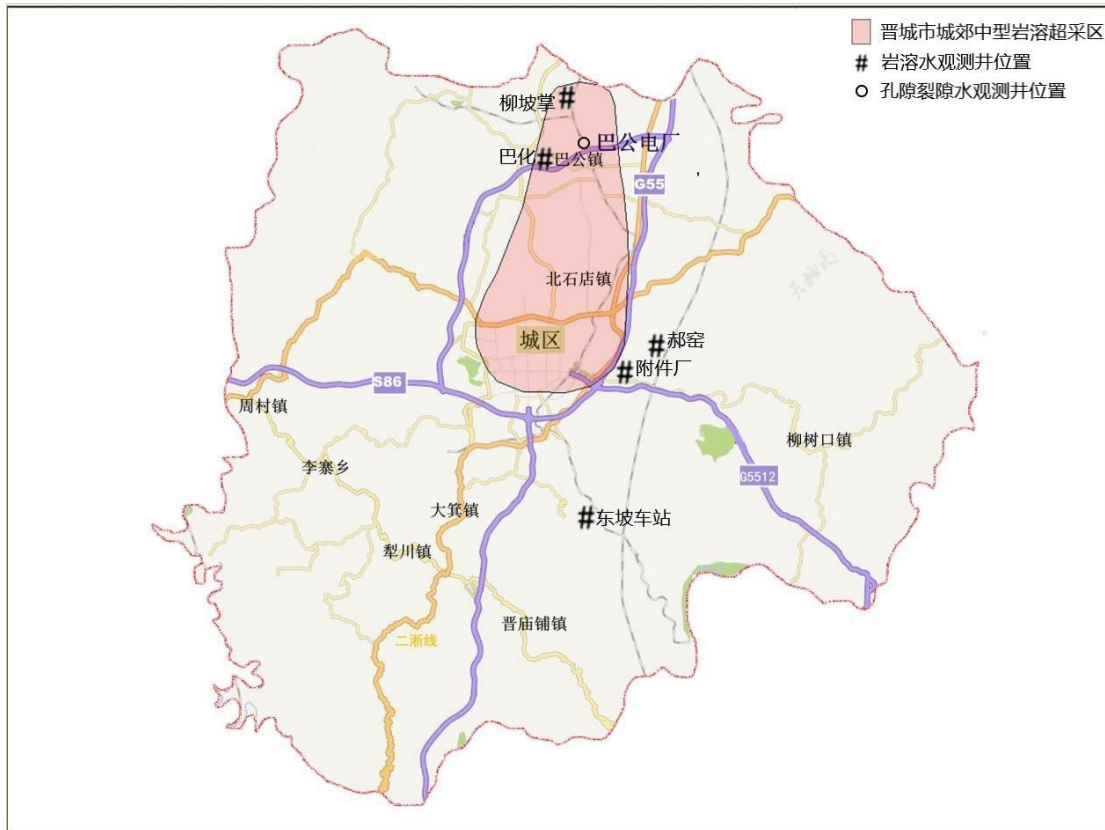 晋城市城郊中型岩溶超采区
岩溶水观测井位置
孔隙裂隙水观测井位置
柳坡掌
巴公电厂
巴化
巴公镇
G55
北石店镇
城区
郝窑
附件厂
S86
周村镇
柳树口镇
李寨乡
G5512
大箕镇
东坡车站
犁川镇
晋庙铺镇
二淅线
天地图